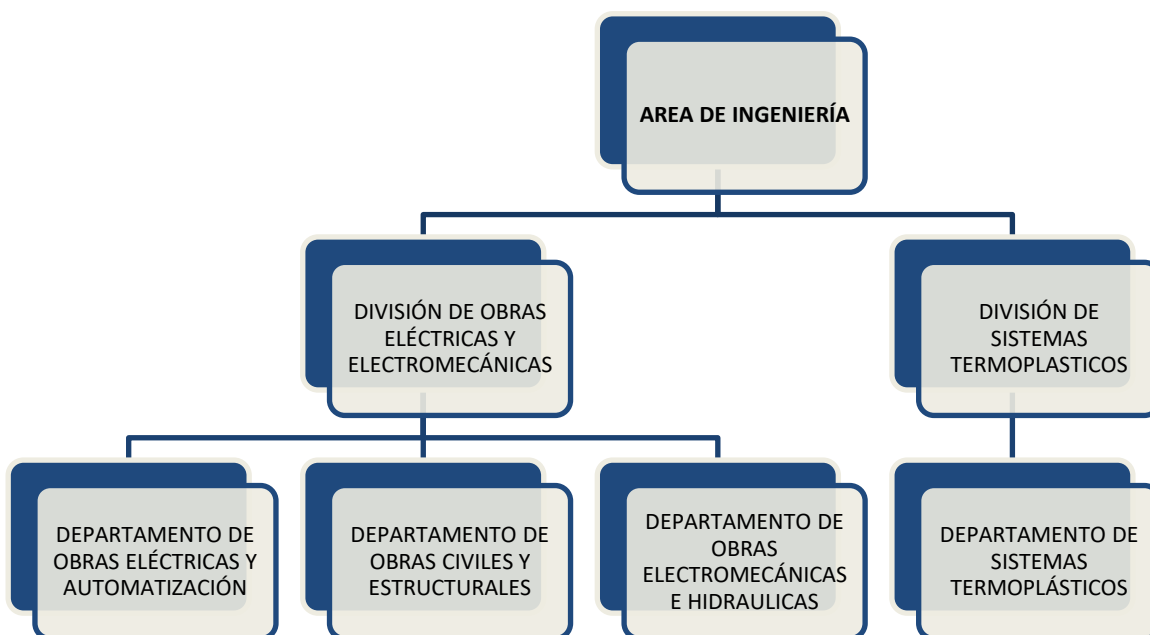 AREA DE INGENIERÍA
DIVISIÓN DE OBRAS
ELÉCTRICAS Y
ELECTROMECÁNICAS
DIVISIÓN DE
SISTEMAS
TERMOPLASTICOS
DEPARTAMENTO DE
OBRAS ELÉCTRICAS Y
AUTOMATIZACIÓN
DEPARTAMENTO DE
OBRAS CIVILES Y
ESTRUCTURALES
DEPARTAMENTO DE
OBRAS
ELECTROMECÁNICAS
E HIDRAULICAS
DEPARTAMENTO DE
SISTEMAS
TERMOPLÁSTICOS